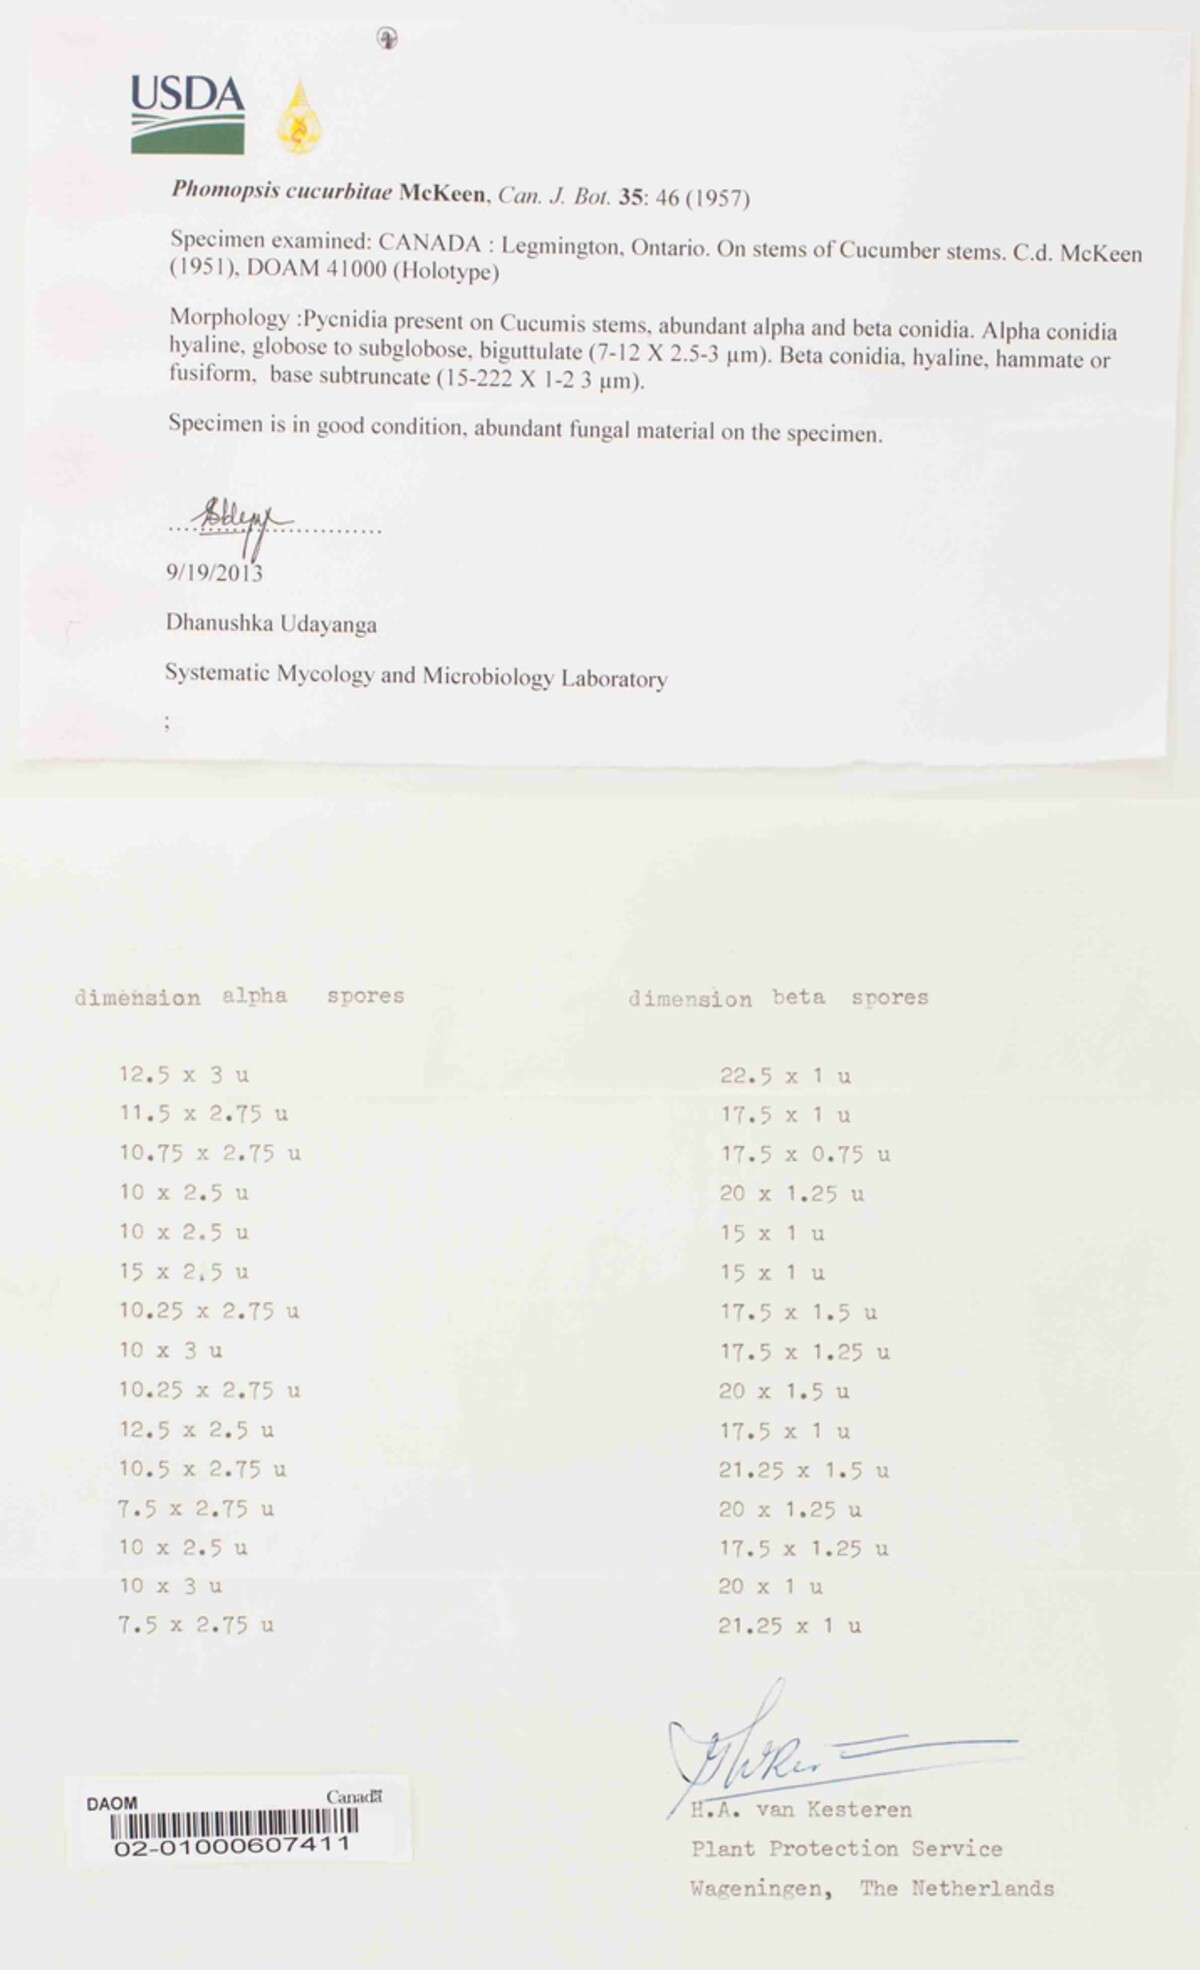 USDA
Phomopsis cucurbitae McKeen, Can. J. Bot. 35: 46 (1957)
Specimen examined: CANADA : Legmington, Ontario. On stems of Cucumber stems. C.d. McKeen
(1951), DOAM 41000 (Holotype)
Morphology :Pycnidia present on Cucumis stems, abundant alpha and beta conidia. Alpha conidia
hyaline, globose to subglobose, biguttulate (7-12 X 2.5-3 µm). Beta conidia, hyaline, hammate or
fusiform, base subtruncate (15-222 X 1-2 3 µm).
Specimen is in good condition, abundant fungal material on the specimen.
9/19/2013
Dhanushka Udayanga
Systematic Mycology and Microbiology Laboratory
;
dimension alpha spores
12.5 x 3 u
11.5 x 2.75 u
10.75 x 2.75 u
10 x 2.5 u
10 x 2.5 u
15 x 2.5 u
10.25 x 2.75 u
10 x 3 u
10.25 x 2.75 u
12.5 x 2.5 u
10.5 x 2.75 u
7.5 x 2.75 u
10 x 2.5 u
10 x 3 u
7.5 x 2.75 u
dimension beta spores
22.5 x 1 u
17.5 x 1 u
17.5 x 0.75 u
20 x 1.25 u
15 x 1 u
15 x 1 u
17.5 x 1.5 u
17.5 x 1.25 u
20 x 1.5 u
17.5 x 1 u
21.25 x 1.5 u
20 x 1.25 u
17.5 x 1.25 u
20 x 1 u
21.25 x 1 u
H.A. van Kesteren
Plant Protection Service
Wageningen, The Netherlands
DAOM Canada
02-01000607411